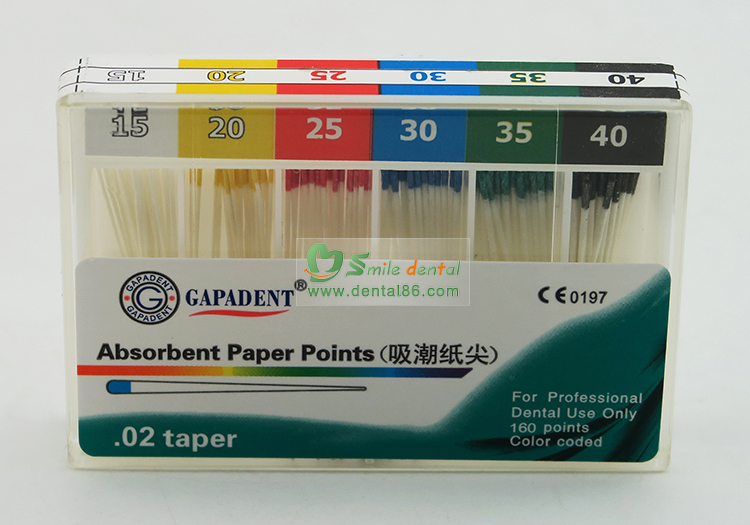 15 20 25 30 35 40
15 20 25 30 35 40
Smile dental
www.dental86.com
GAPADENT
G
GAPADENT
GAPADENT®
CE 0197
Absorbent Paper Points(吸潮纸尖)
For Professional
Dental Use Only
160 points
Color coded
.02 taper